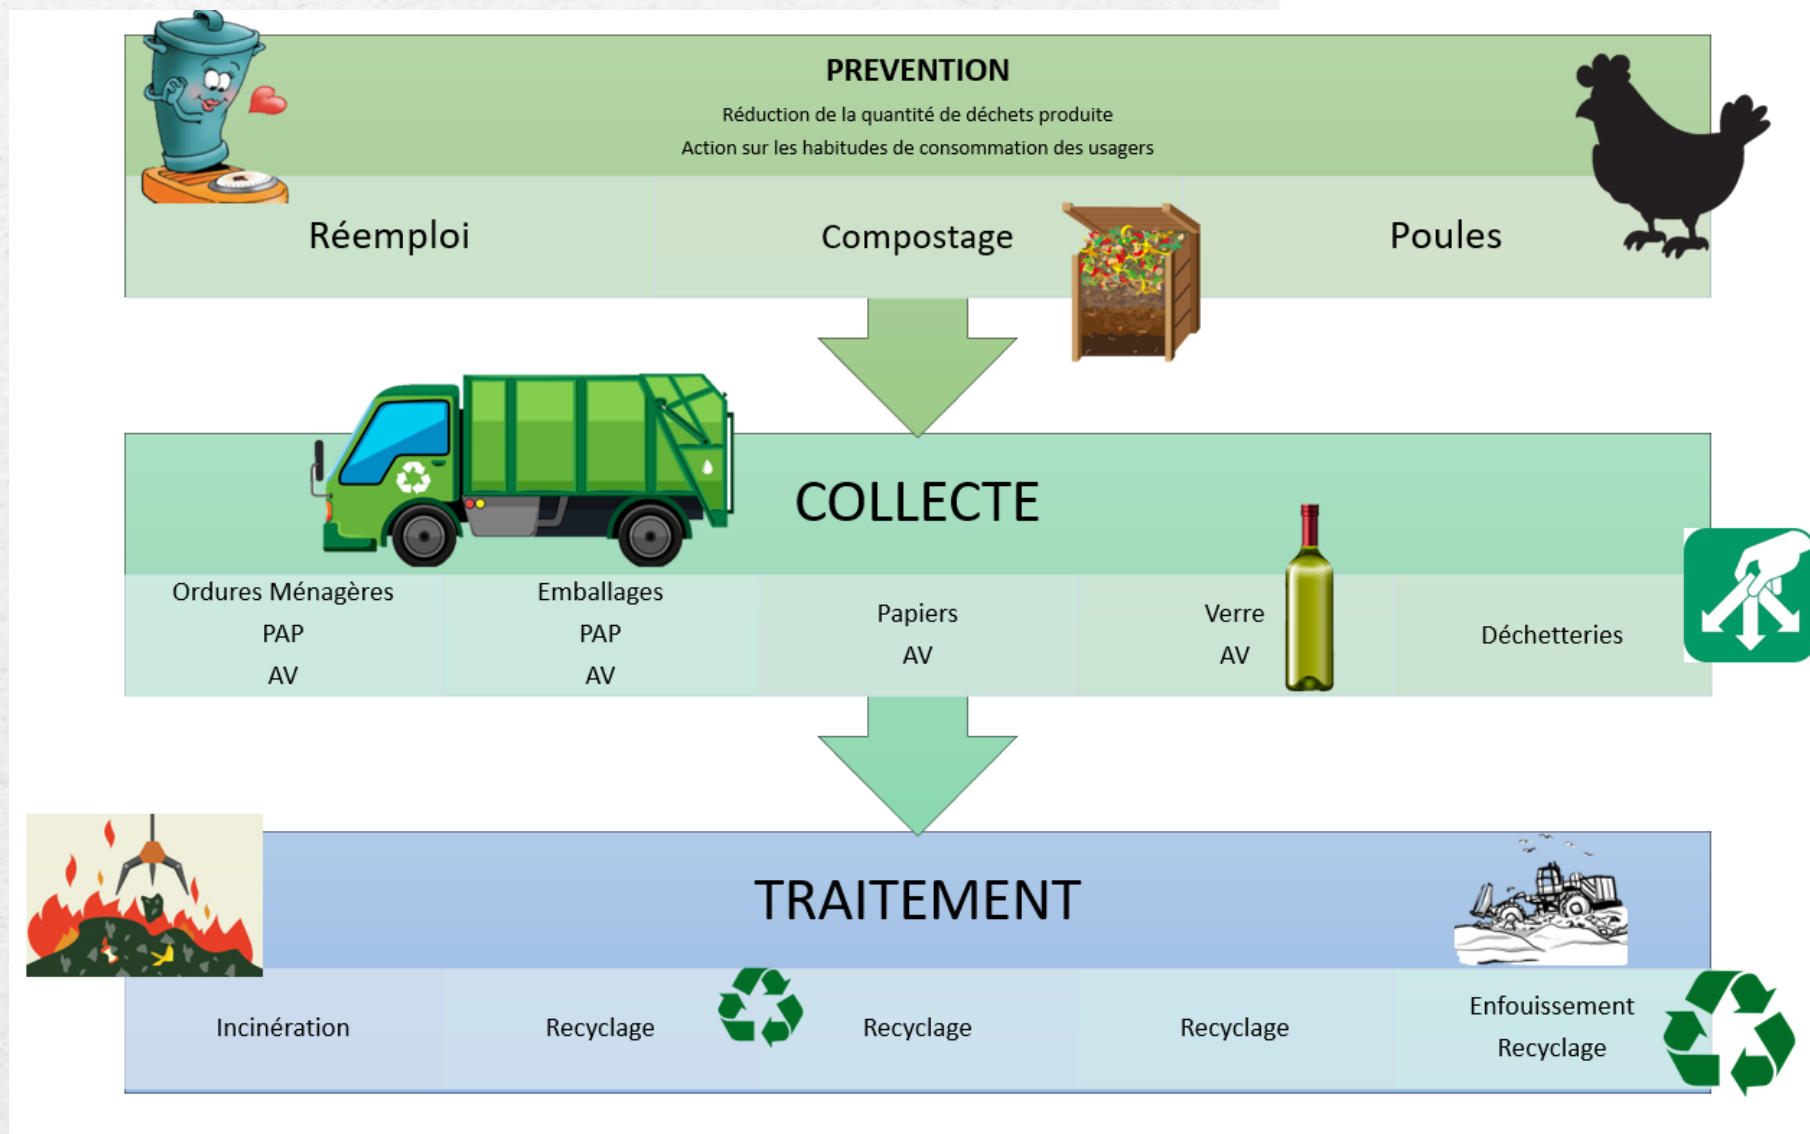 PREVENTION
Réduction de la quantité de déchets produite
Action sur les habitudes de consommation des usagers
Réemploi
Compostage
Poules
COLLECTE
Ordures Ménagères
PAP
AV
Emballages
PAP
AV
Papiers
AV
Verre
AV
Déchetteries
TRAITEMENT
Incinération
Recyclage
Recyclage
Recyclage
Enfouissement
Recyclage